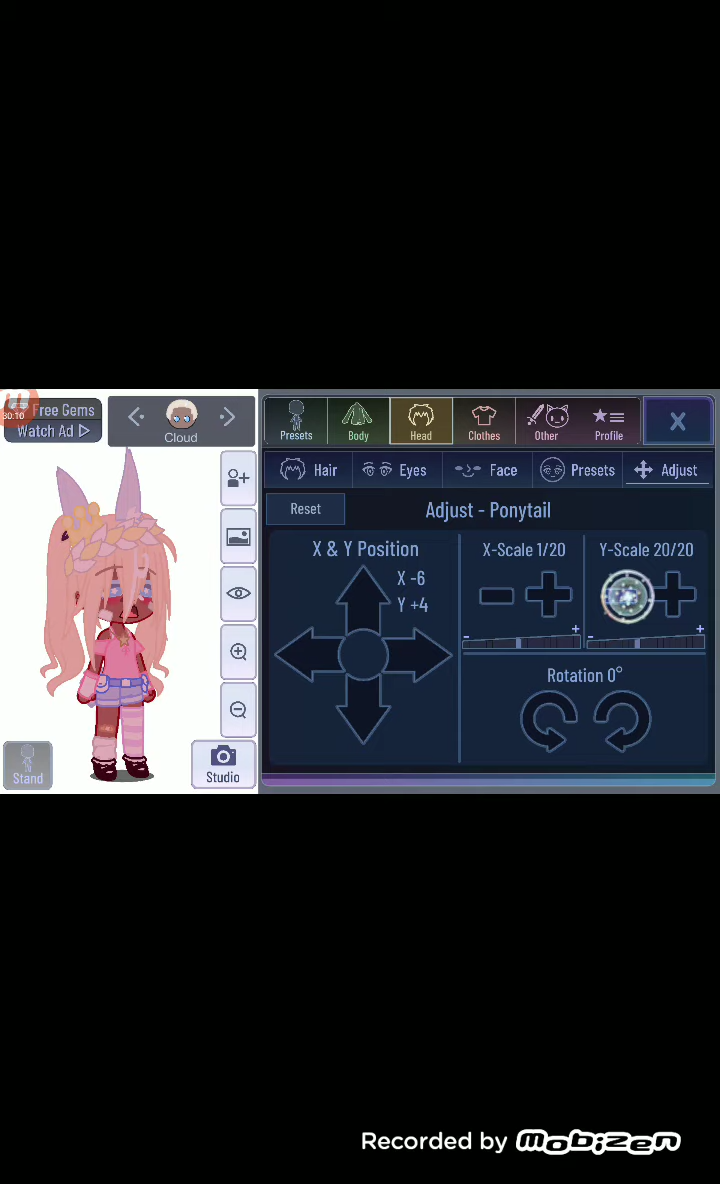 30:10
Free Gems
Watch Ad
Cloud
Presets
Body
Head
Clothes
Other
Profile
X
Hair
Eyes
Face
Presets
Adjust
Reset
Adjust - Ponytail
X & Y Position
X -6
Y +4
X-Scale 1/20
Y-Scale 20/20
- +
- +
Rotation 0°
Stand
Studio
Recorded by mobizen